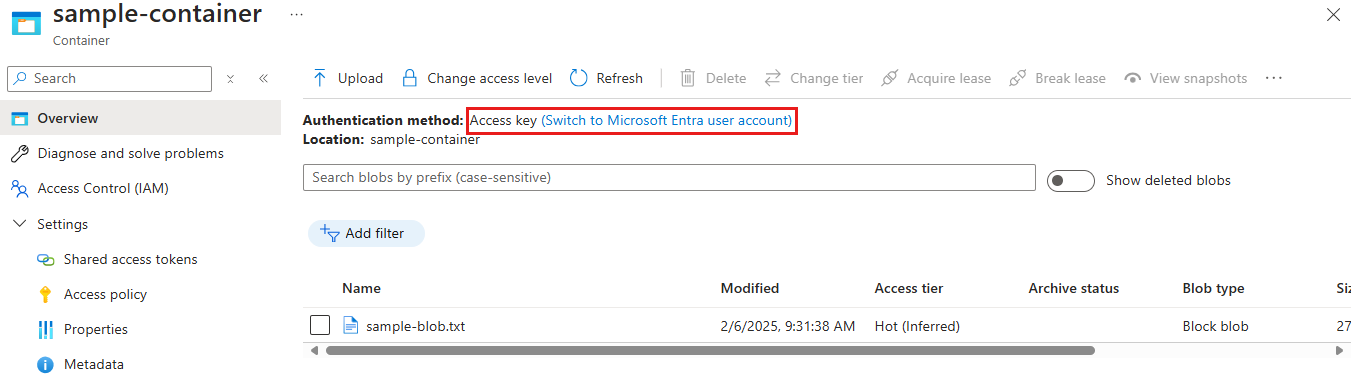 sample-container ...
Container
Search
Upload Change access level Refresh Delete Change tier Acquire lease Break lease View snapshots ...
Overview
Diagnose and solve problems
Access Control (IAM)
Settings
Shared access tokens
Access policy
Properties
Metadata
Authentication method: Access key (Switch to Microsoft Entra user account)
Location: sample-container
Search blobs by prefix (case-sensitive)
Show deleted blobs
Add filter
Name Modified Access tier Archive status Blob type
sample-blob.txt 2/6/2025, 9:31:38 AM Hot (Inferred) Block blob 27